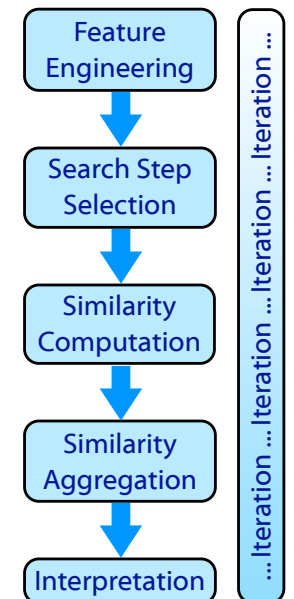 Feature
Engineering
Search Step
Selection
Similarity
Computation
Similarity
Aggregation
Interpretation
... Iteration ... Iteration ... Iteration ... Iteration ...